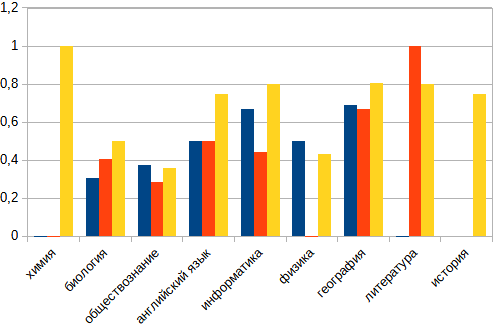 1,2
1
0,8
0,6
0,4
0,2
0
химия
биология
обществознание
английский язык
информатика
физика
география
литература
история